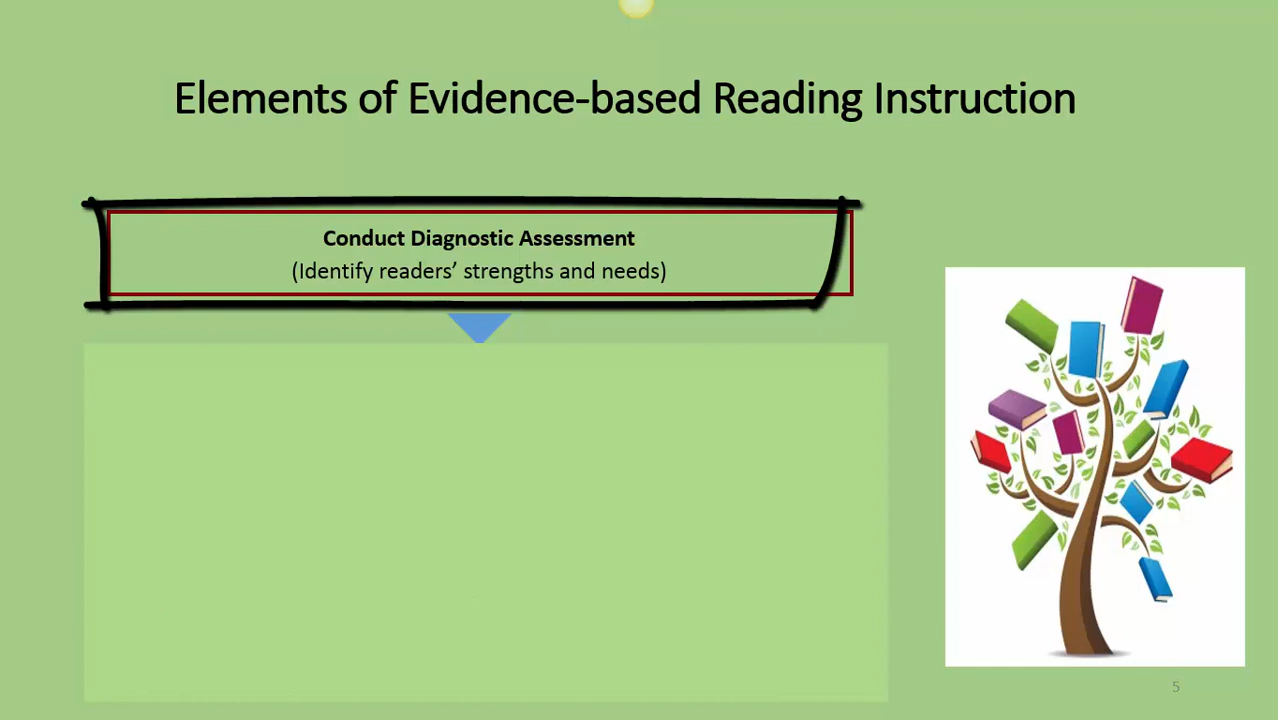 Elements of Evidence-based Reading Instruction
Conduct Diagnostic Assessment
(Identify readers’ strengths and needs)
5